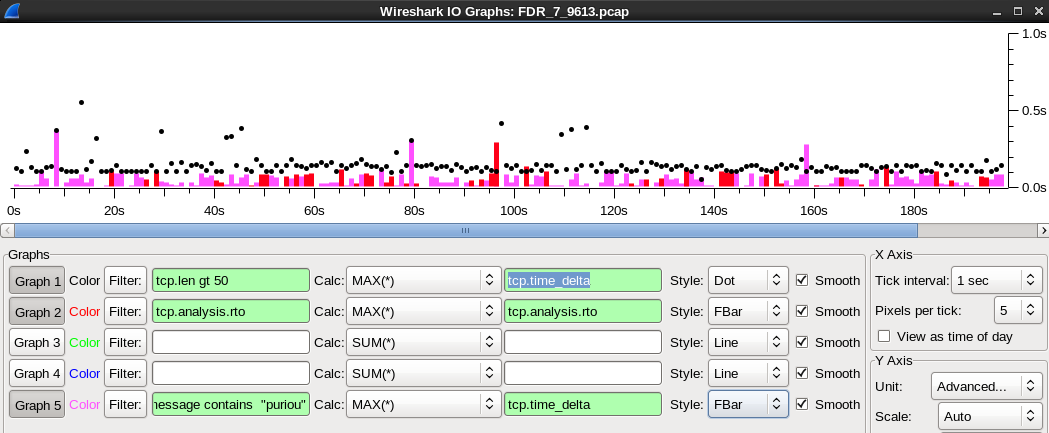 Wireshark IO Graphs: FDR_7_9613.pcap
1.0s
0.5s
0.0s
0s 20s 40s 60s 80s 100s 120s 140s 160s 180s
Graphs
Graph 1 Color Filter: tcp.len gt 50 Calc: MAX(*) tcp.time_delta Style: Dot Smooth
Graph 2 Color Filter: tcp.analysis.rto Calc: MAX(*) tcp.analysis.rto Style: FBar Smooth
Graph 3 Color Filter: Calc: SUM(*) Style: Line Smooth
Graph 4 Color Filter: Calc: SUM(*) Style: Line Smooth
Graph 5 Color Filter: nessage contains "puriou" Calc: MAX(*) tcp.time_delta Style: FBar Smooth
X Axis
Tick interval: 1 sec
Pixels per tick: 5
View as time of day
Y Axis
Unit: Advanced...
Scale: Auto